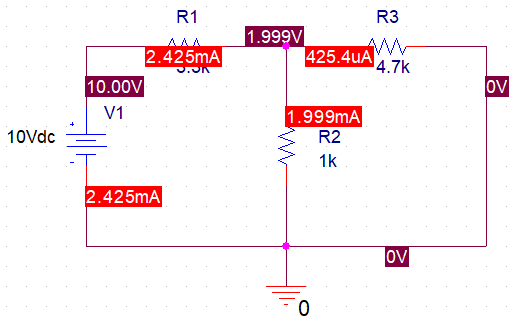 R1
R3
1.999V
2.425mA
425.4uA
3.3k
4.7k
10.00V
0V
V1
+
1.999mA
10Vdc
R2
-
1k
2.425mA
0V
0